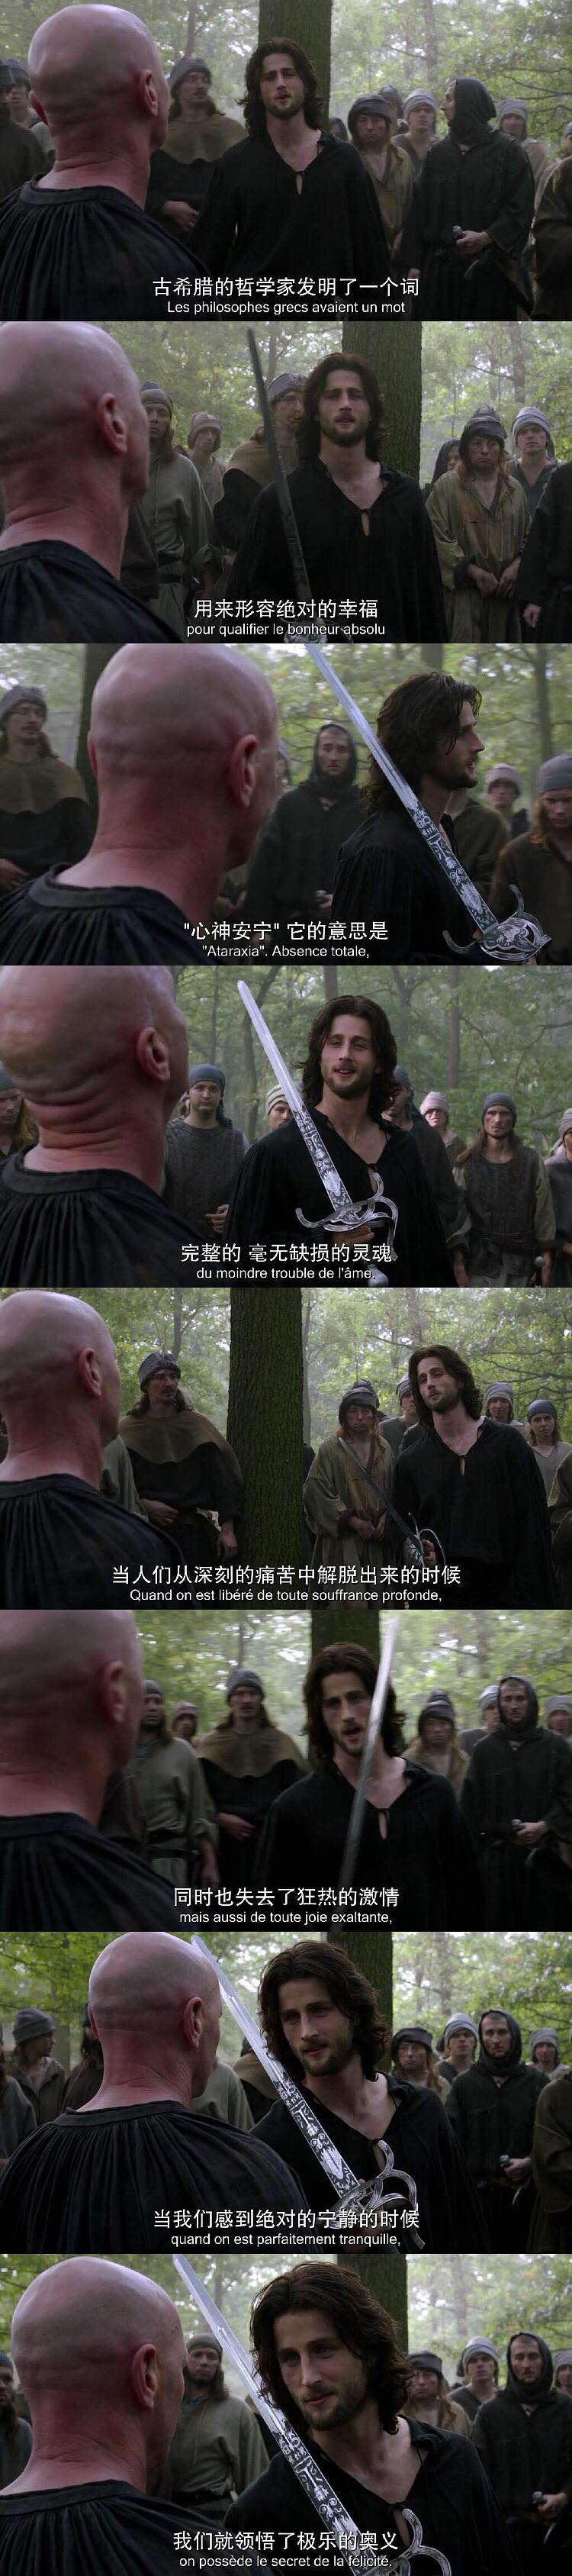 古希腊的哲学家发明了一个词
Les philosophes grecs avaient un mot
用来形容绝对的幸福
pour qualifier le bonheur absolu
"心神安宁" 它的意思是
"Ataraxia". Absence totale,
完整的 毫无缺损的灵魂
du moindre trouble de l'âme.
当人们从深刻的痛苦中解脱出来的时候
Quand on est libéré de toute souffrance profonde,
同时也失去了狂热的激情
mais aussi de toute joie exaltante,
当我们感到绝对的宁静的时候
quand on est parfaitement tranquille,
我们就领悟了极乐的奥义
on possède le secret de la félicité.